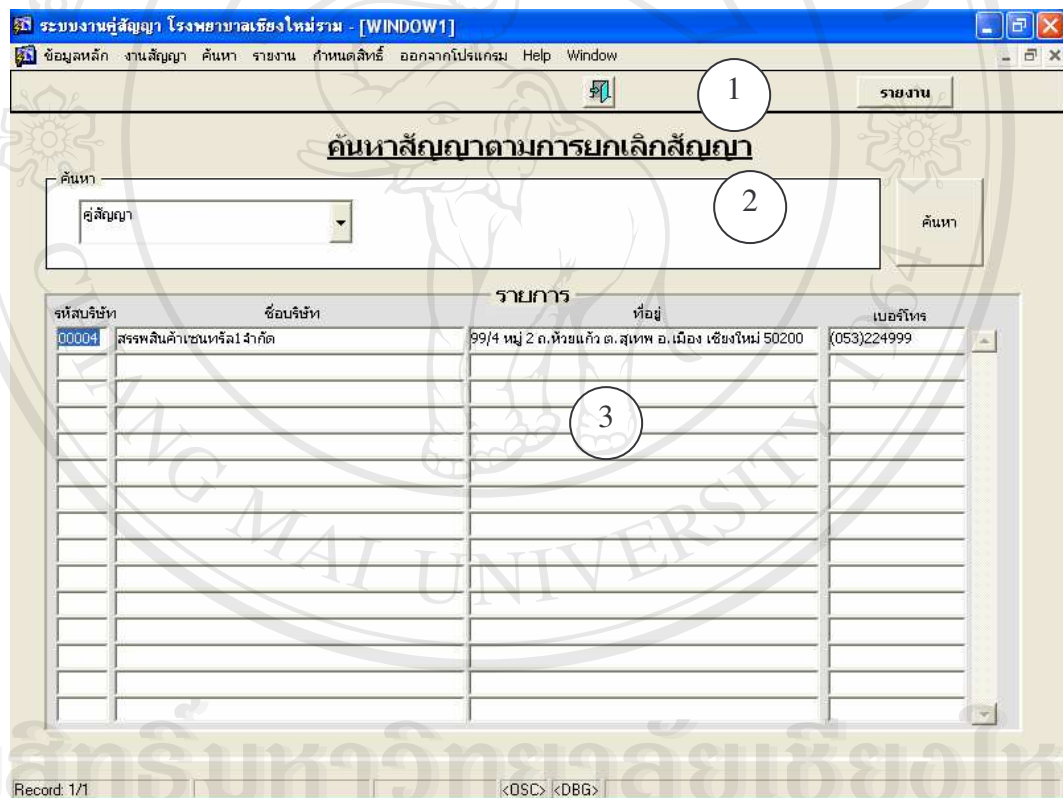 ระบบงานคู่สัญญา โรงพยาบาลเชียงใหม่ราม - [WINDOW1]
ข้อมูลหลัก งานสัญญา ค้นหา รายงาน กำหนดสิทธิ์ ออกจากโปรแกรม Help Window
1
รายงาน
ค้นหาสัญญาตามการยกเลิกสัญญา
ค้นหา
คู่สัญญา
2
ค้นหา
รายการ
รหัสบริษัท ชื่อบริษัท ที่อยู่ เบอร์โทร
00004 สรรพสินค้าเซนทรัล1จำกัด 99/4 หมู่ 2 ถ.ห้วยแก้ว ต.สุเทพ อ.เมือง เชียงใหม่ 50200 (053)224999
3
CHIANG MAI UNIVERSITY 1964
Record: 1/1 <OSC> <DBG>